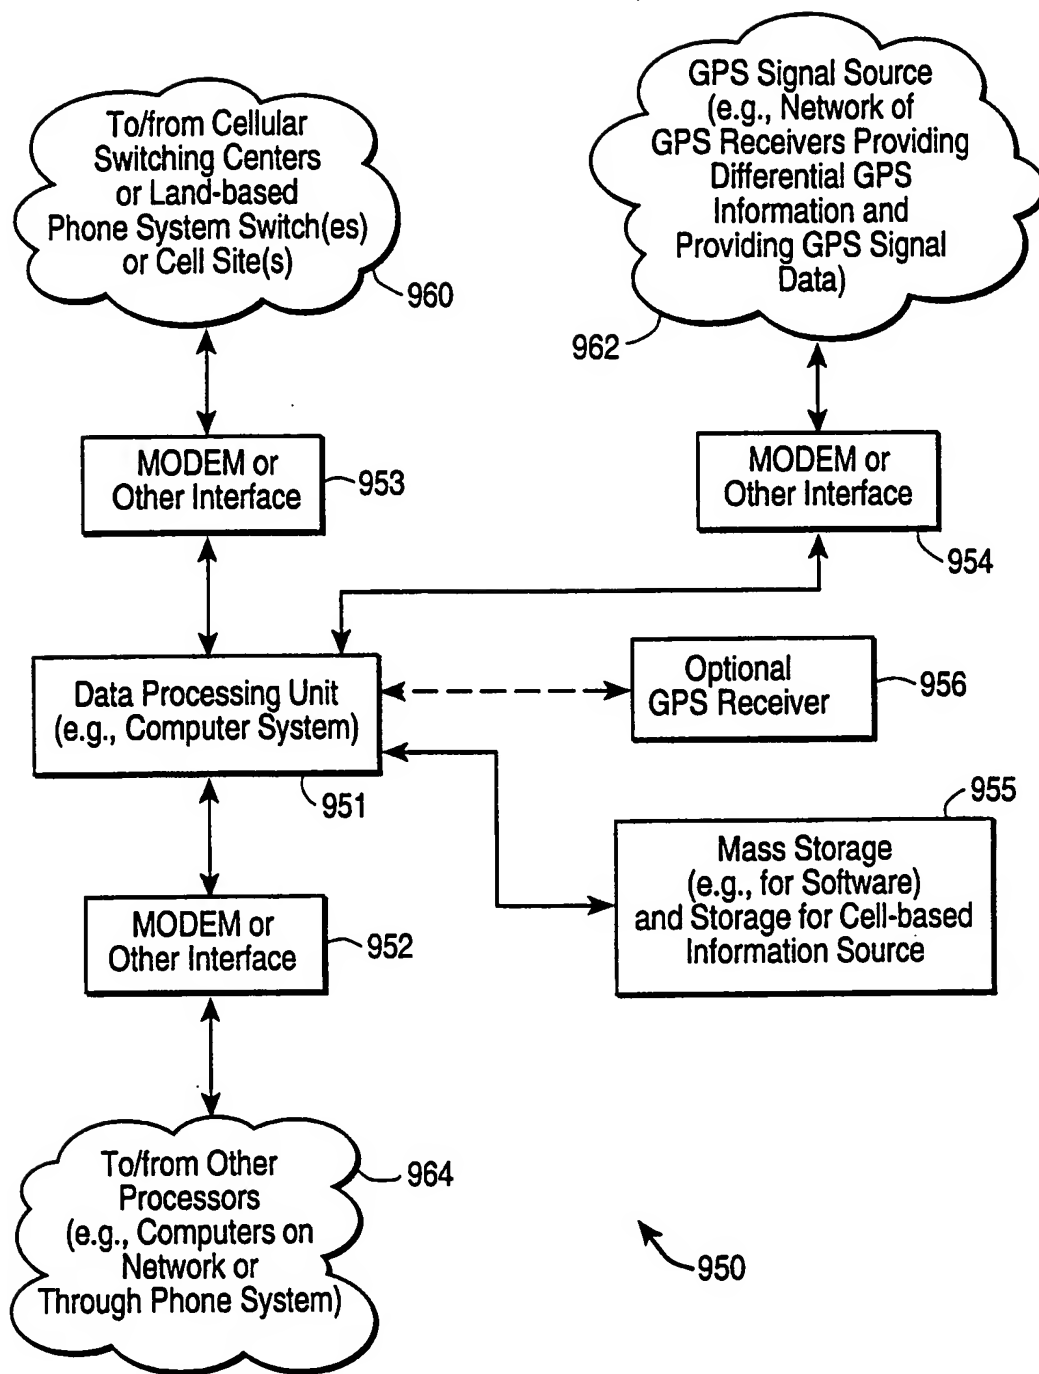 To/from Cellular
Switching Centers
or Land-based
Phone System Switch(es)
or Cell Site(s)
960
GPS Signal Source
(e.g., Network of
GPS Receivers Providing
Differential GPS
Information and
Providing GPS Signal
Data)
962
MODEM or
Other Interface
953
MODEM or
Other Interface
954
Data Processing Unit
(e.g., Computer System)
951
Optional
GPS Receiver
956
955
Mass Storage
(e.g., for Software)
and Storage for Cell-based
Information Source
MODEM or
Other Interface
952
To/from Other
Processors
(e.g., Computers on
Network or
Through Phone System)
964
950